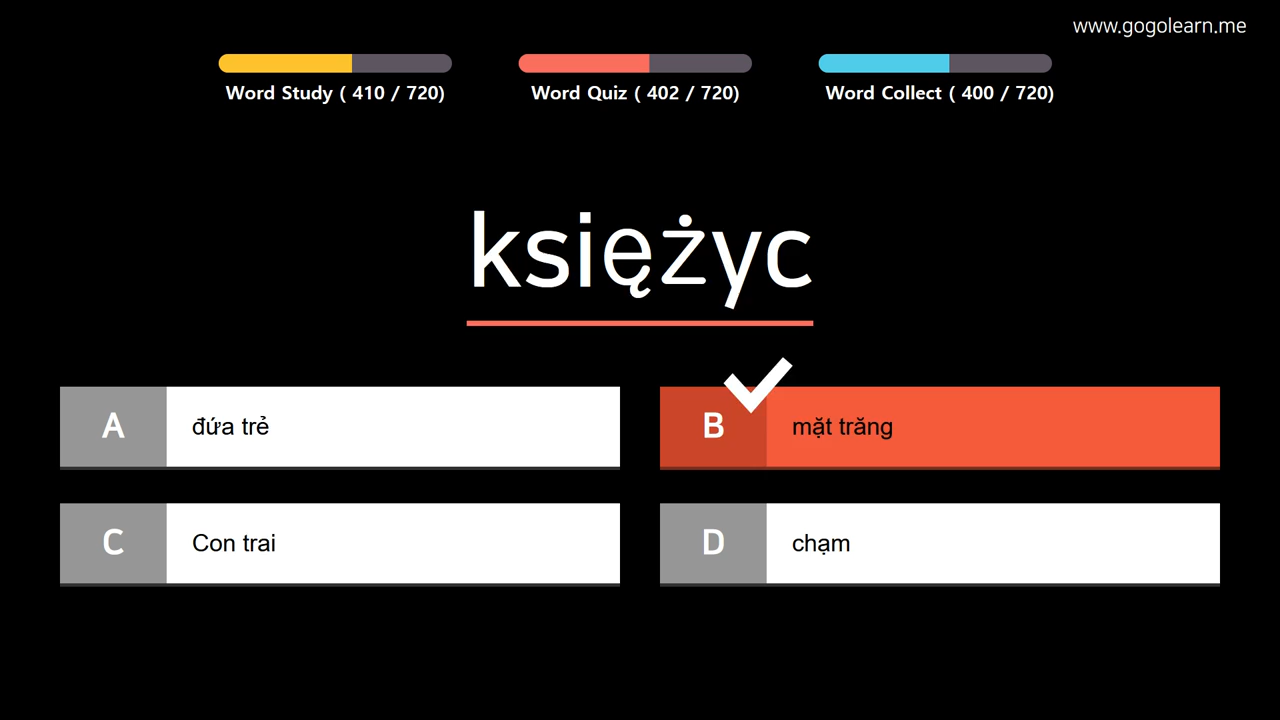 www.gogolearn.me
Word Study ( 410 / 720)
Word Quiz ( 402 / 720)
Word Collect ( 400 / 720)
księżyc
A
đứa trẻ
B
mặt trăng
C
Con trai
D
chạm